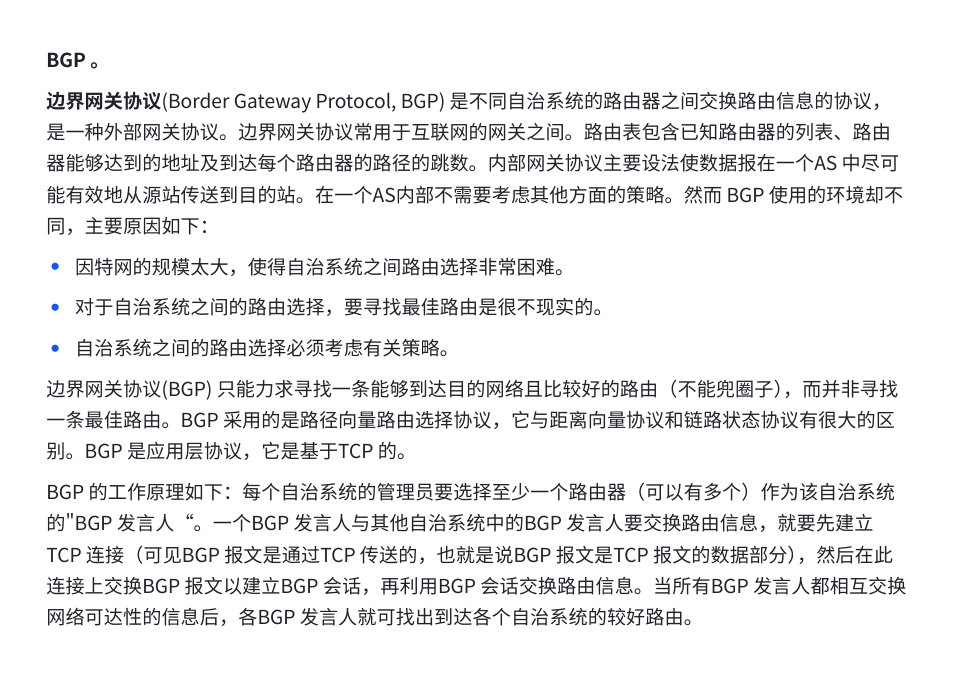 BGP 。
边界网关协议(Border Gateway Protocol, BGP) 是不同自治系统的路由器之间交换路由信息的协议，
是一种外部网关协议。边界网关协议常用于互联网的网关之间。路由表包含已知路由器的列表、路由
器能够达到的地址及到达每个路由器的路径的跳数。内部网关协议主要设法使数据报在一个AS 中尽可
能有效地从源站传送到目的站。在一个AS内部不需要考虑其他方面的策略。然而 BGP 使用的环境却不
同，主要原因如下：
• 因特网的规模太大，使得自治系统之间路由选择非常困难。
• 对于自治系统之间的路由选择，要寻找最佳路由是很不现实的。
• 自治系统之间的路由选择必须考虑有关策略。
边界网关协议(BGP) 只能力求寻找一条能够到达目的网络且比较好的路由（不能兜圈子），而并非寻找
一条最佳路由。BGP 采用的是路径向量路由选择协议，它与距离向量协议和链路状态协议有很大的区
别。BGP 是应用层协议，它是基于TCP 的。
BGP 的工作原理如下：每个自治系统的管理员要选择至少一个路由器（可以有多个）作为该自治系统
的"BGP 发言人“。一个BGP 发言人与其他自治系统中的BGP 发言人要交换路由信息，就要先建立
TCP 连接（可见BGP 报文是通过TCP 传送的，也就是说BGP 报文是TCP 报文的数据部分），然后在此
连接上交换BGP 报文以建立BGP 会话，再利用BGP 会话交换路由信息。当所有BGP 发言人都相互交换
网络可达性的信息后，各BGP 发言人就可找出到达各个自治系统的较好路由。